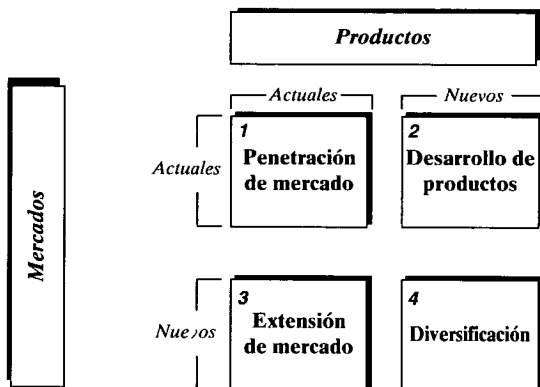 Productos
Actuales
Nuevos
Mercados
Actuales
1
Penetración
de mercado
2
Desarrollo de
productos
Nuevos
3
Extensión
de mercado
4
Diversificación